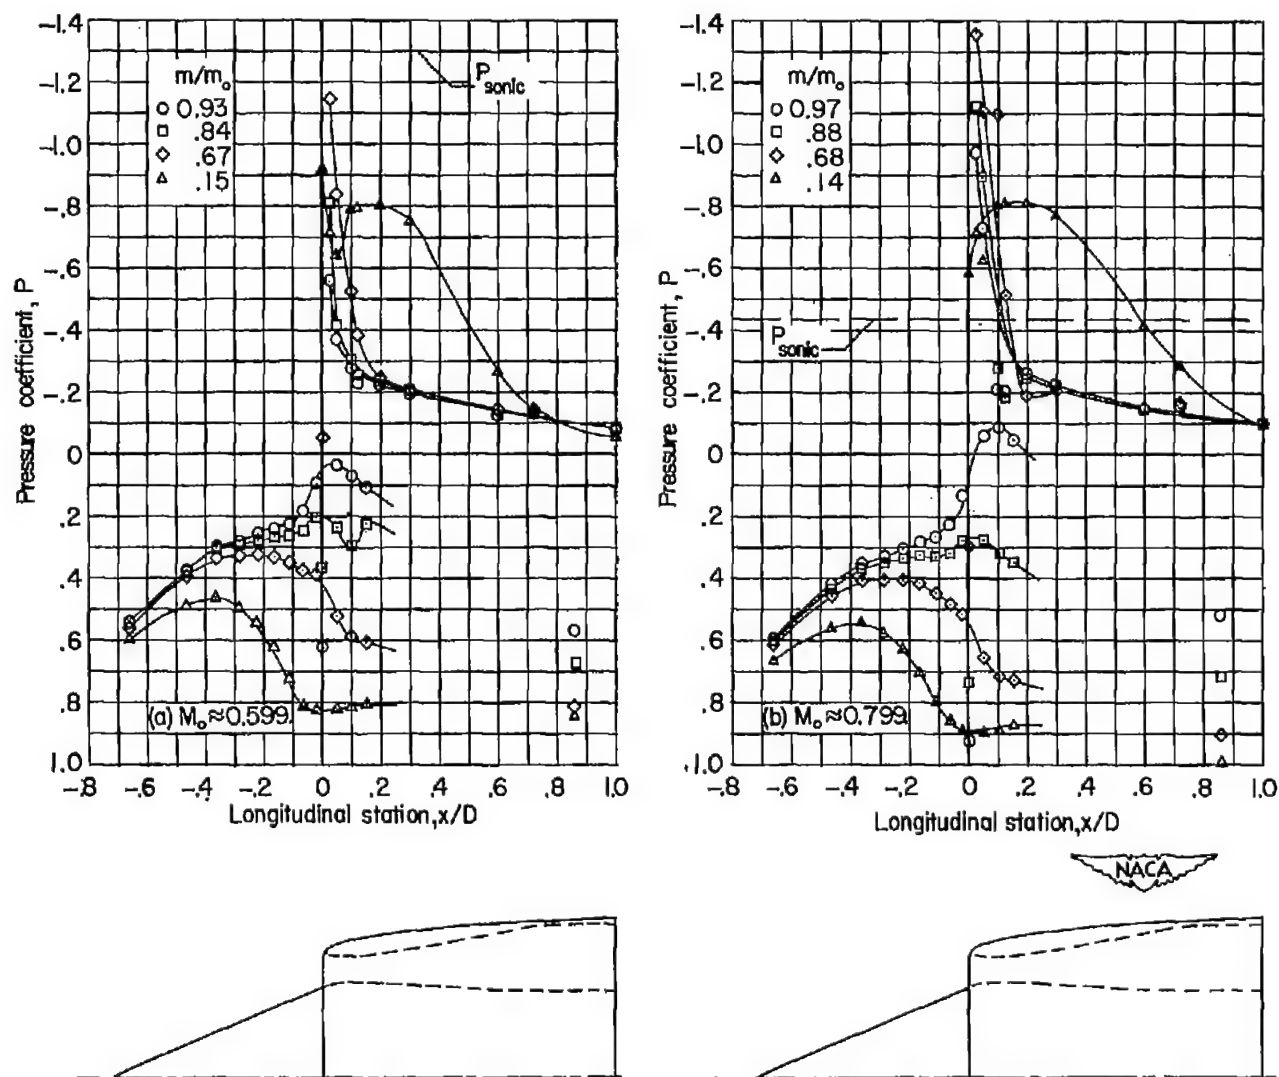 -1.4
-1.2
-1.0
-.8
-.6
-.4
-.2
0
.2
.4
.6
.8
1.0
Pressure coefficient, P
m/m₀
0.93
.84
.67
.15
P sonic
(a) M₀≈0.599.
-.8 -.6 -.4 -.2 0 .2 .4 .6 .8 1.0
Longitudinal station,x/D
-1.4
-1.2
-1.0
-.8
-.6
-.4
-.2
0
.2
.4
.6
.8
1.0
Pressure coefficient, P
m/m₀
0.97
.88
.68
.14
P sonic
(b) M₀≈0.799.
-.8 -.6 -.4 -.2 0 .2 .4 .6 .8 1.0
Longitudinal station,x/D
NACA